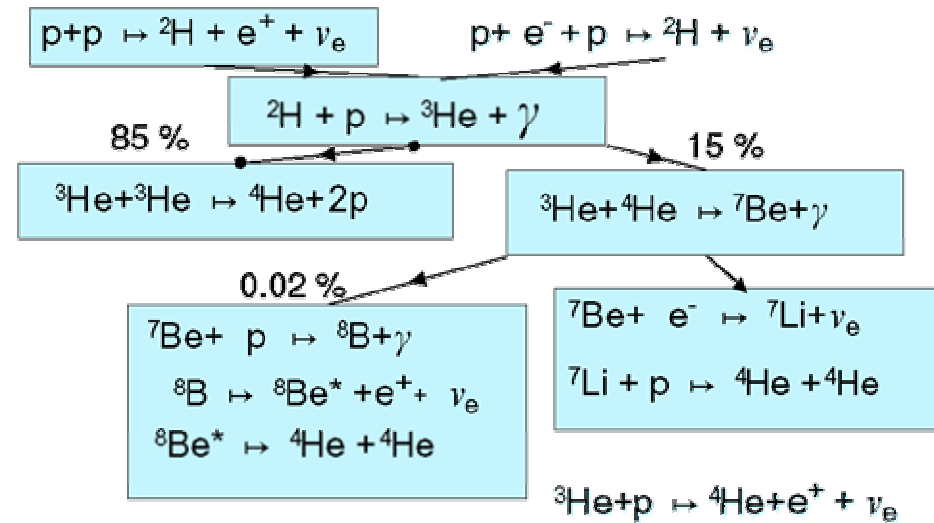 p+p ↦ ²H + e⁺ + νₑ
p+ e⁻ +p ↦ ²H + νₑ
²H + p ↦ ³He + γ
85 %
15 %
³He+³He ↦ ⁴He+2p
³He+⁴He ↦ ⁷Be+γ
0.02 %
⁷Be+ p ↦ ⁸B+γ
⁸B ↦ ⁸Be* +e⁺+ νₑ
⁸Be* ↦ ⁴He +⁴He
⁷Be+ e⁻ ↦ ⁷Li+νₑ
⁷Li + p ↦ ⁴He +⁴He
³He+p ↦ ⁴He+e⁺ + νₑ